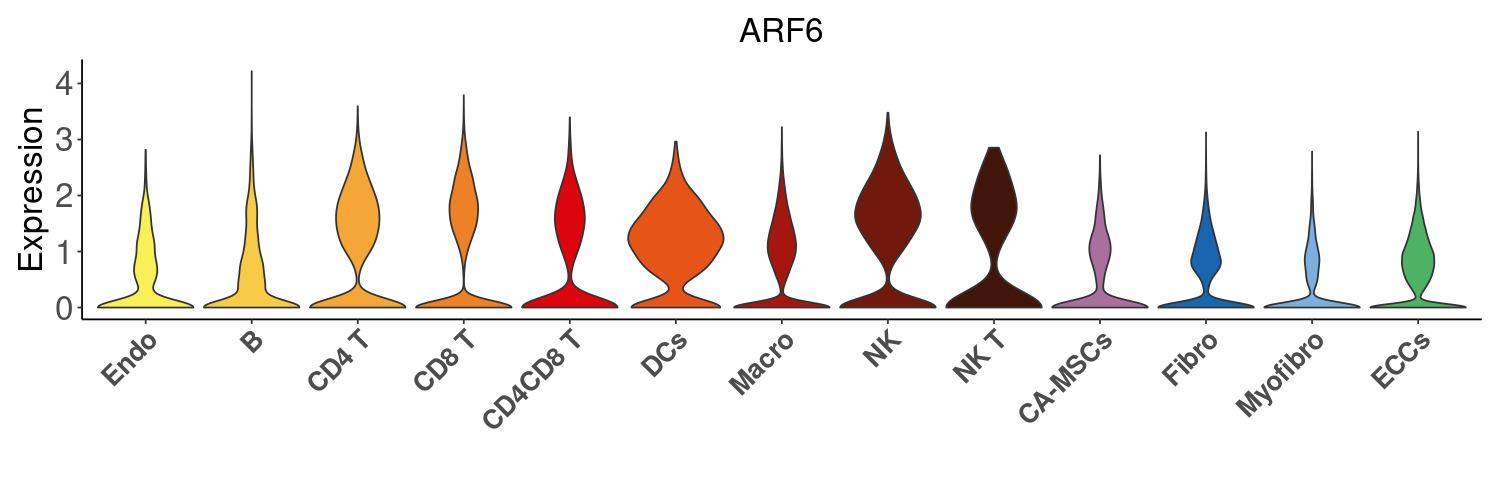 ARF6
Expression
4
3
2
1
0
Endo
B
CD4 T
CD8 T
CD4CD8 T
DCs
Macro
NK
NK T
CA-MSCs
Fibro
Myofibro
ECCs